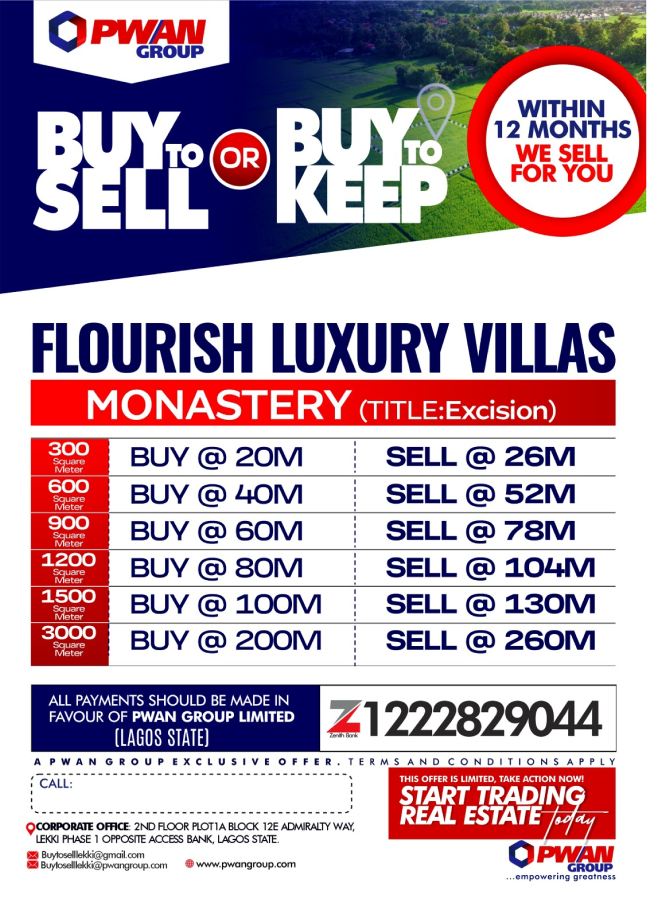 PWAN
GROUP
BUY TO
SELL
OR
BUY TO
KEEP
WITHIN
12 MONTHS
WE SELL
FOR YOU
FLOURISH LUXURY VILLAS
MONASTERY (TITLE:Excision)
300
Square
Meter
BUY @ 20M
SELL @ 26M
600
Square
Meter
BUY @ 40M
SELL @ 52M
900
Square
Meter
BUY @ 60M
SELL @ 78M
1200
Square
Meter
BUY @ 80M
SELL @ 104M
1500
Square
Meter
BUY @ 100M
SELL @ 130M
3000
Square
Meter
BUY @ 200M
SELL @ 260M
ALL PAYMENTS SHOULD BE MADE IN
FAVOUR OF PWAN GROUP LIMITED
(LAGOS STATE)
Zenith Bank
1222829044
A PWAN GROUP EXCLUSIVE OFFER. TERMS AND CONDITIONS APPLY
CALL:
THIS OFFER IS LIMITED, TAKE ACTION NOW!
START TRADING
REAL ESTATE today
CORPORATE OFFICE: 2ND FLOOR PLOT1A BLOCK 12E ADMIRALTY WAY,
LEKKI PHASE 1 OPPOSITE ACCESS BANK, LAGOS STATE.
Buytoselllekki@gmail.com
Buytoselllekki@pwangroup.com
www.pwangroup.com
PWAN
GROUP
...empowering greatness